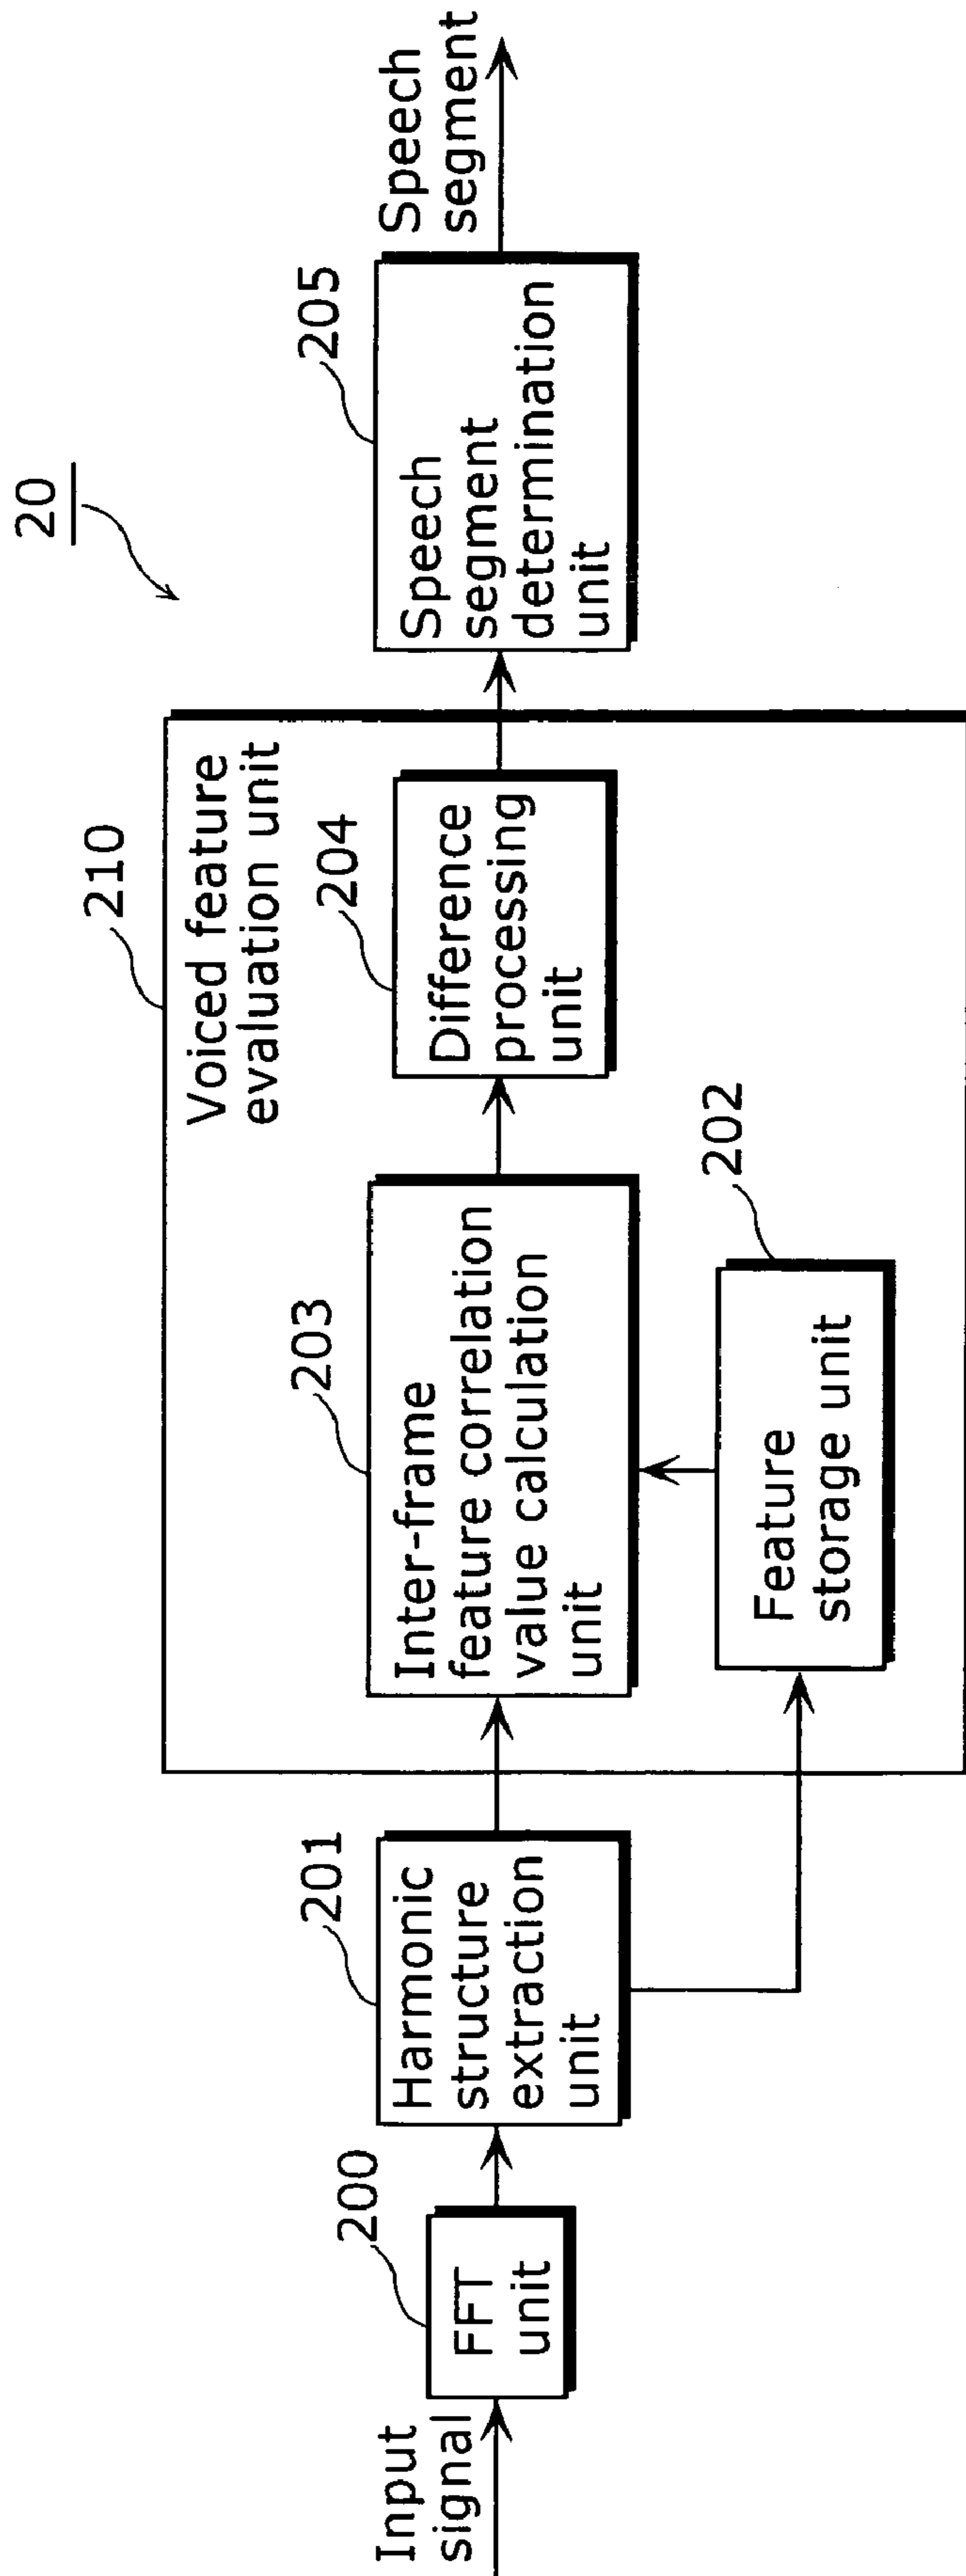 20
Input
signal
200
FFT
unit
201
Harmonic
structure
extraction
unit
210
Voiced feature
evaluation unit
203
Inter-frame
feature correlation
value calculation
unit
202
Feature
storage unit
204
Difference
processing
unit
205
Speech
segment
determination
unit
Speech
segment